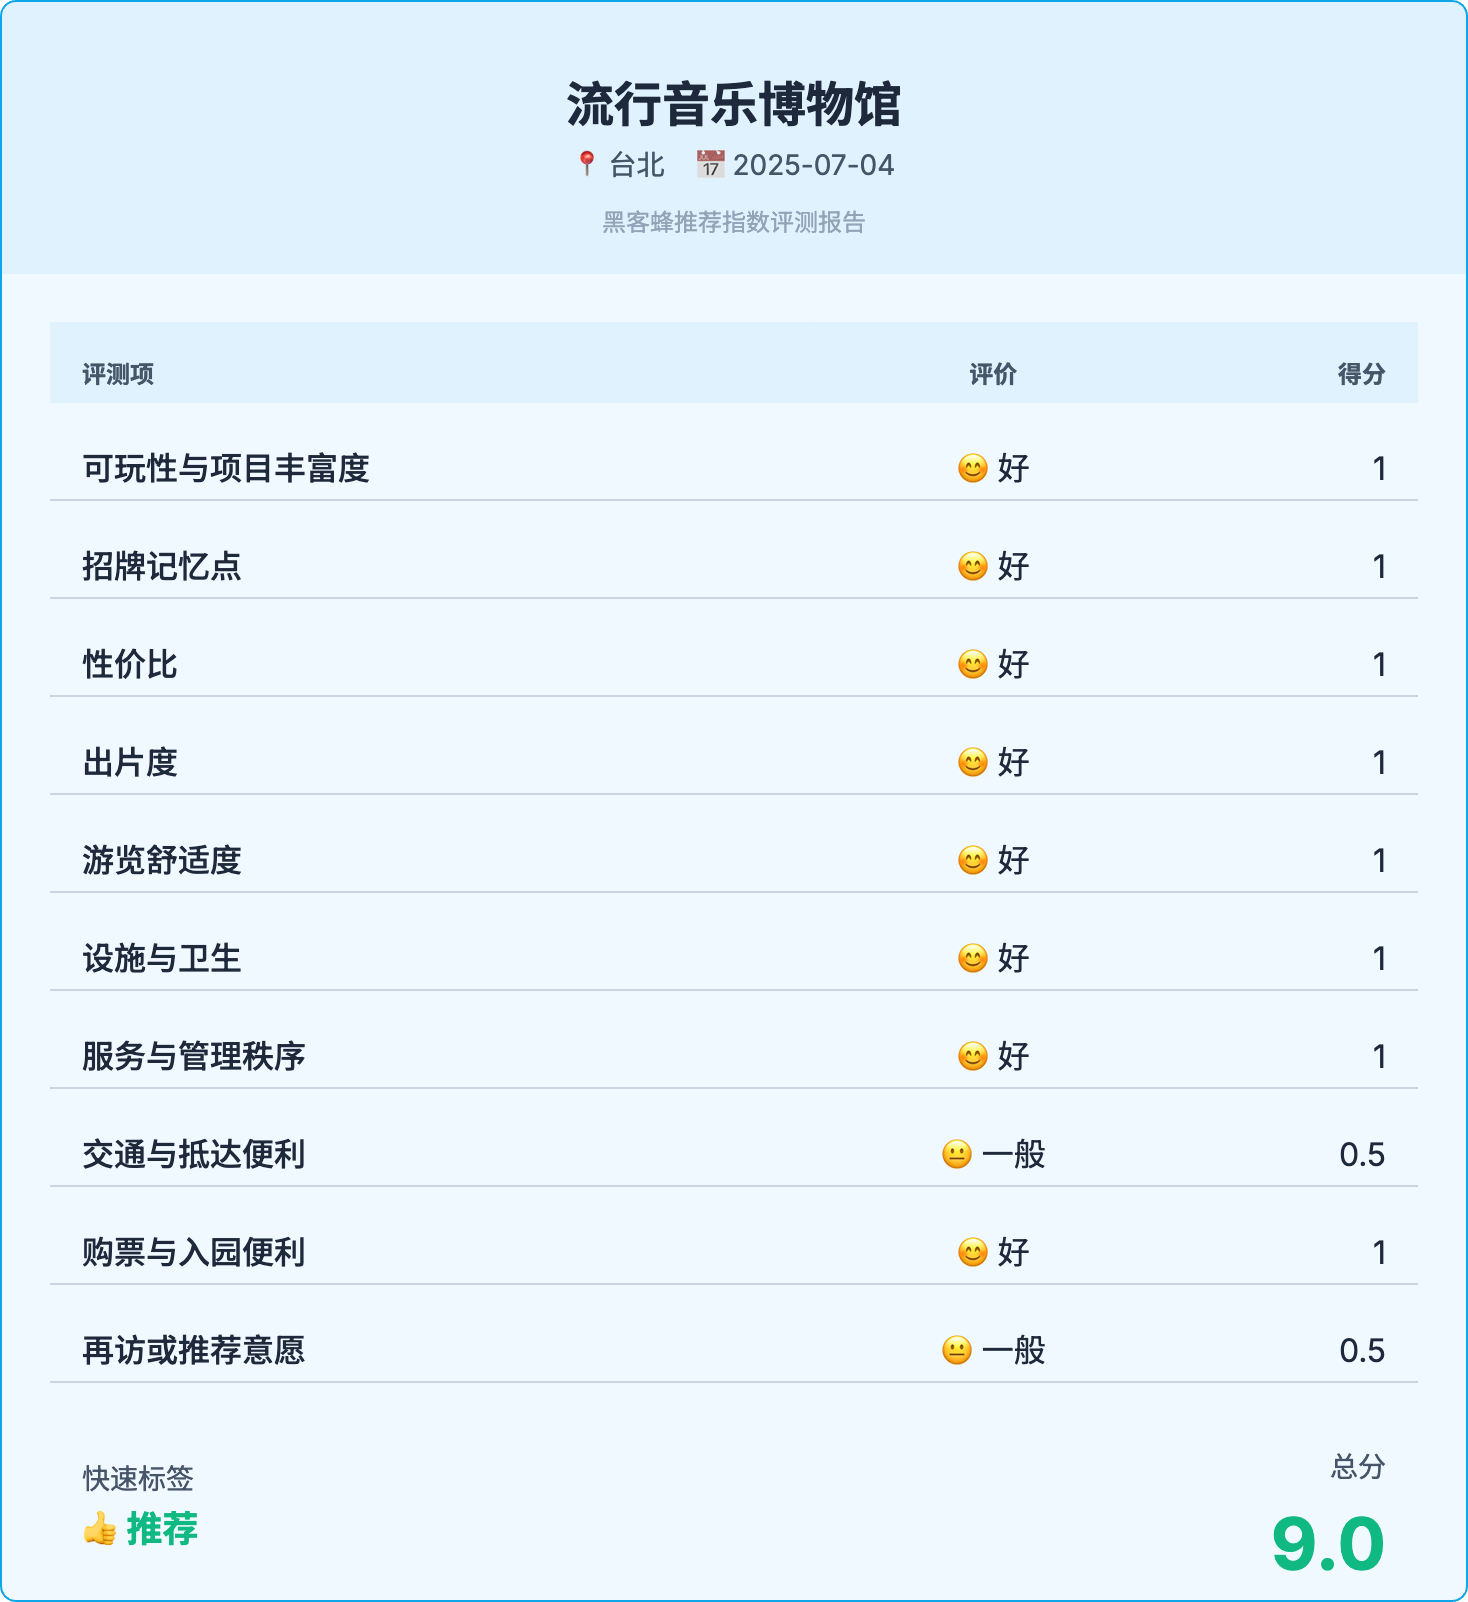 流行音乐博物馆
📍 台北 📅 2025-07-04
黑客蜂推荐指数评测报告
评测项 评价 得分
可玩性与项目丰富度 😊 好 1
招牌记忆点 😊 好 1
性价比 😊 好 1
出片度 😊 好 1
游览舒适度 😊 好 1
设施与卫生 😊 好 1
服务与管理秩序 😊 好 1
交通与抵达便利 😐 一般 0.5
购票与入园便利 😊 好 1
再访或推荐意愿 😐 一般 0.5
快速标签 总分
👍 推荐 9.0